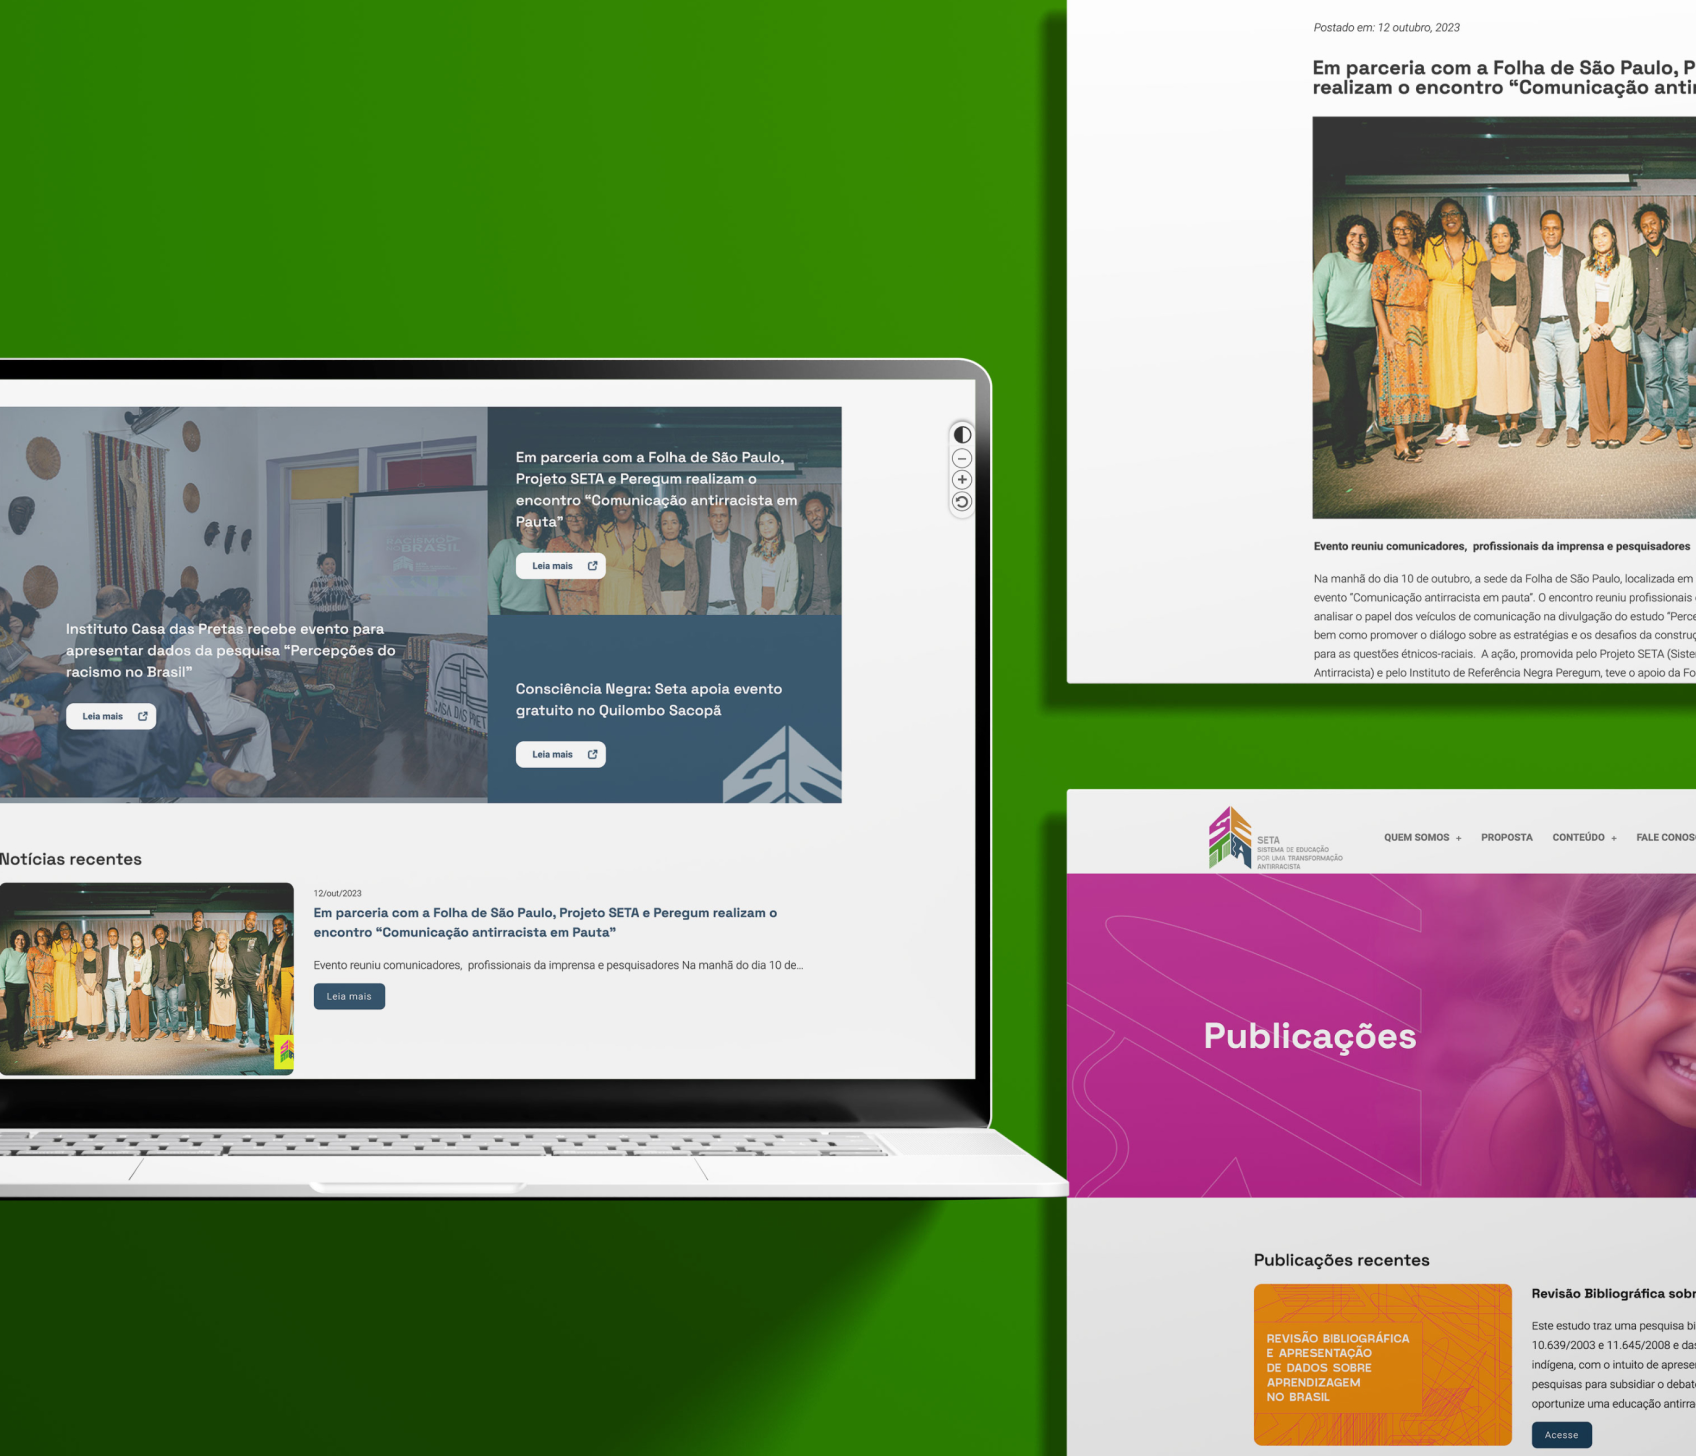 Postado em: 12 outubro, 2023
Em parceria com a Folha de São Paulo, P
realizam o encontro “Comunicação antir
Evento reuniu comunicadores, profissionais da imprensa e pesquisadores
Na manhã do dia 10 de outubro, a sede da Folha de São Paulo, localizada em
evento “Comunicação antirracista em pauta”. O encontro reuniu profissionais
analisar o papel dos veículos de comunicação na divulgação do estudo “Perce
bem como promover o diálogo sobre as estratégias e os desafios da construç
para as questões étnicos-raciais. A ação, promovida pelo Projeto SETA (Siste
Antirracista) e pelo Instituto de Referência Negra Peregum, teve o apoio da Fo
RACISMO
NO BRASIL
Instituto Casa das Pretas recebe evento para
apresentar dados da pesquisa “Percepções do
racismo no Brasil”
Leia mais
CASA DAS PRET
Em parceria com a Folha de São Paulo,
Projeto SETA e Peregum realizam o
encontro “Comunicação antirracista em
Pauta”
Leia mais
Consciência Negra: Seta apoia evento
gratuito no Quilombo Sacopã
Leia mais
Notícias recentes
12/out/2023
Em parceria com a Folha de São Paulo, Projeto SETA e Peregum realizam o
encontro “Comunicação antirracista em Pauta”
Evento reuniu comunicadores, profissionais da imprensa e pesquisadores Na manhã do dia 10 de...
Leia mais
SETA
SETA
SISTEMA DE EDUCAÇÃO
POR UMA TRANSFORMAÇÃO
ANTIRRACISTA
QUEM SOMOS + PROPOSTA CONTEÚDO + FALE CONOS
Publicações
Publicações recentes
REVISÃO BIBLIOGRÁFICA
E APRESENTAÇÃO
DE DADOS SOBRE
APRENDIZAGEM
NO BRASIL
Revisão Bibliográfica sobr
Este estudo traz uma pesquisa bi
10.639/2003 e 11.645/2008 e das
indígena, com o intuito de aprese
pesquisas para subsidiar o debat
oportunize uma educação antirra
Acesse